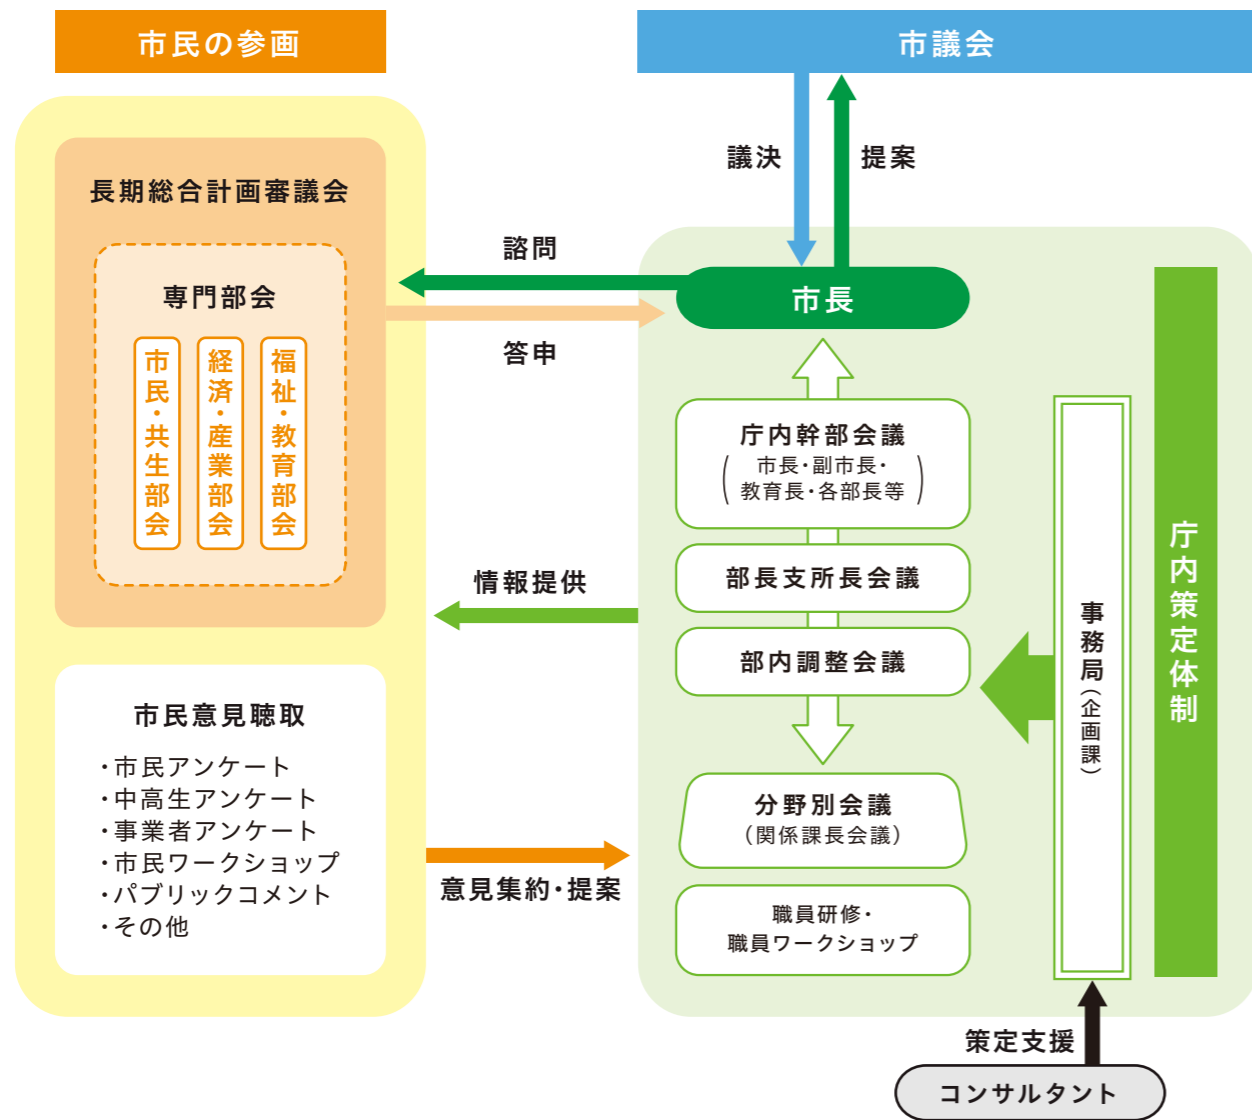 市民の参画
市議会
長期総合計画審議会
専門部会
市民・共生部会
経済・産業部会
福祉・教育部会
市民意見聴取
・市民アンケート
・中高生アンケート
・事業者アンケート
・市民ワークショップ
・パブリックコメント
・その他
議決
提案
諮問
答申
情報提供
意見集約・提案
市長
庁内幹部会議
(市長・副市長・
教育長・各部長等)
部長支所長会議
部内調整会議
分野別会議
(関係課長会議)
職員研修・
職員ワークショップ
事務局(企画課)
庁内策定体制
策定支援
コンサルタント